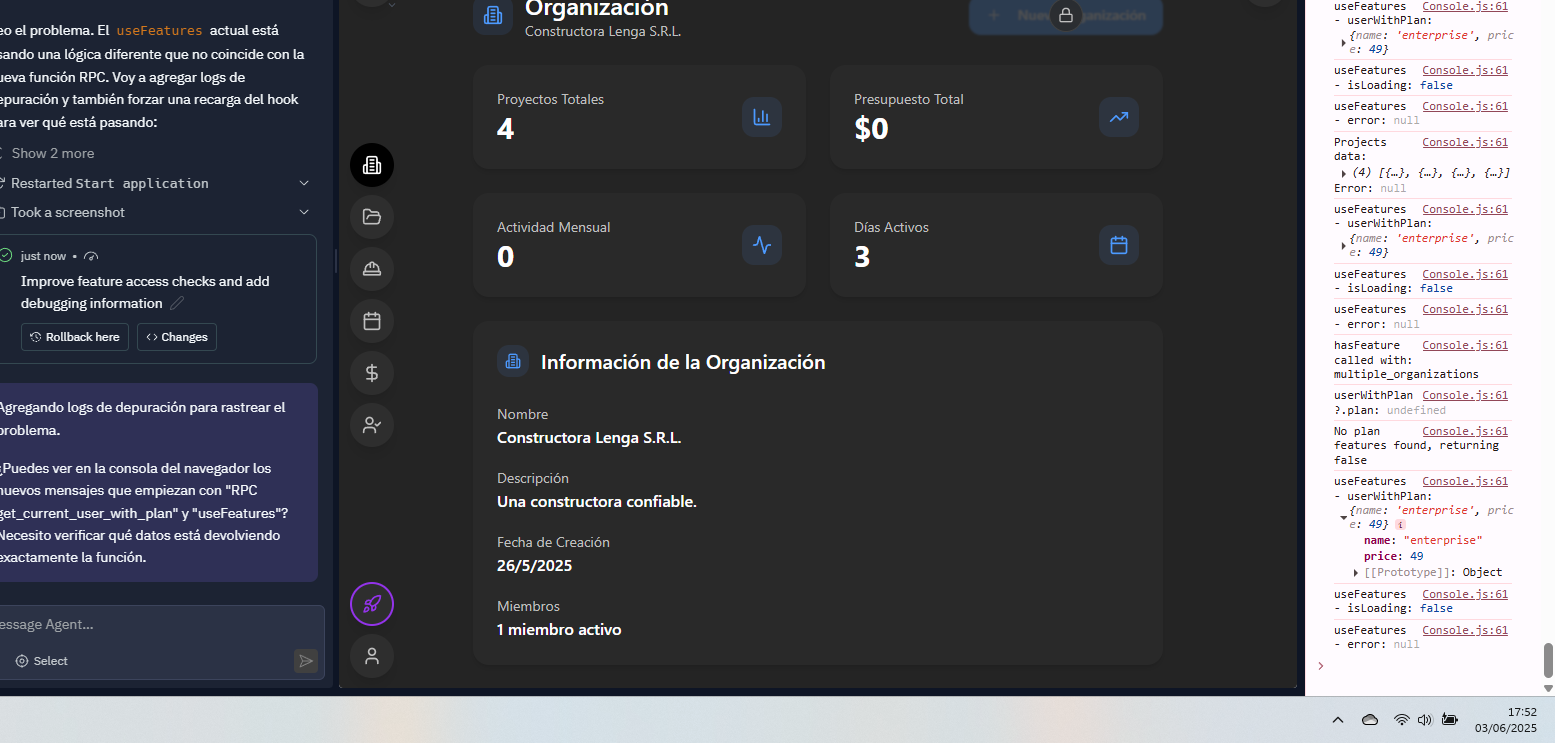 eo el problema. El useFeatures actual está
sando una lógica diferente que no coincide con la
ueva función RPC. Voy a agregar logs de
epuración y también forzar una recarga del hook
ara ver qué está pasando:
Show 2 more
Restarted Start application
Took a screenshot
just now •
Improve feature access checks and add
debugging information
Rollback here
Changes
Agregando logs de depuración para rastrear el
problema.
¿Puedes ver en la consola del navegador los
nuevos mensajes que empiezan con "RPC
get_current_user_with_plan" y "useFeatures"?
Necesito verificar qué datos está devolviendo
exactamente la función.
essage Agent...
Select
Organización
Constructora Lenga S.R.L.
Proyectos Totales
4
Presupuesto Total
$0
Actividad Mensual
0
Días Activos
3
Información de la Organización
Nombre
Constructora Lenga S.R.L.
Descripción
Una constructora confiable.
Fecha de Creación
26/5/2025
Miembros
1 miembro activo
useFeatures Console.js:61
- userWithPlan:
{name: 'enterprise', pric
e: 49}
useFeatures Console.js:61
- isLoading: false
useFeatures Console.js:61
- error: null
Projects Console.js:61
data:
(4) [{…}, {…}, {…}, {…}]
Error: null
useFeatures Console.js:61
- userWithPlan:
{name: 'enterprise', pric
e: 49}
useFeatures Console.js:61
- isLoading: false
useFeatures Console.js:61
- error: null
hasFeature Console.js:61
called with:
multiple_organizations
userWithPlan Console.js:61
?.plan: undefined
No plan Console.js:61
features found, returning
false
useFeatures Console.js:61
- userWithPlan:
{name: 'enterprise', pric
e: 49} i
name: "enterprise"
price: 49
[[Prototype]]: Object
useFeatures Console.js:61
- isLoading: false
useFeatures Console.js:61
- error: null
17:52
03/06/2025